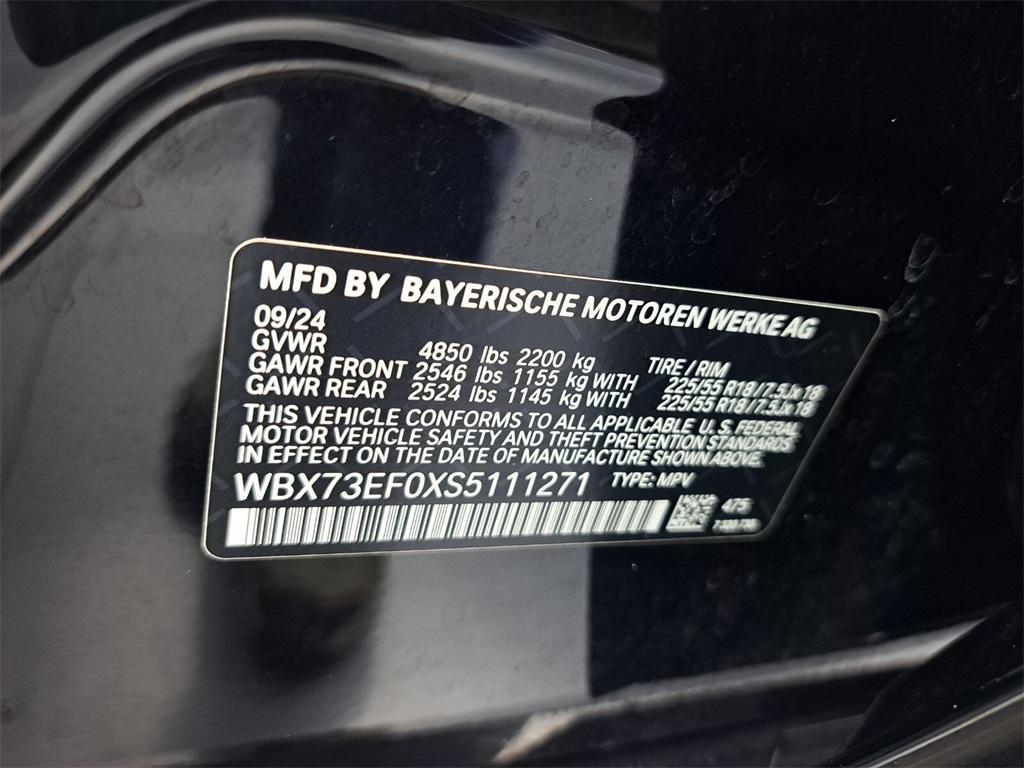 MFD BY BAYERISCHE MOTOREN WERKE AG
09/24
GVWR 4850 lbs 2200 kg TIRE / RIM
GAWR FRONT 2546 lbs 1155 kg WITH 225/55 R18/7.5Jx18
GAWR REAR 2524 lbs 1145 kg WITH 225/55 R18/7.5Jx18
THIS VEHICLE CONFORMS TO ALL APPLICABLE U.S. FEDERAL
MOTOR VEHICLE SAFETY AND THEFT PREVENTION STANDARDS
IN EFFECT ON THE DATE OF MANUFACTURE SHOWN ABOVE.
WBX73EF0XS5111271 TYPE: MPV
475